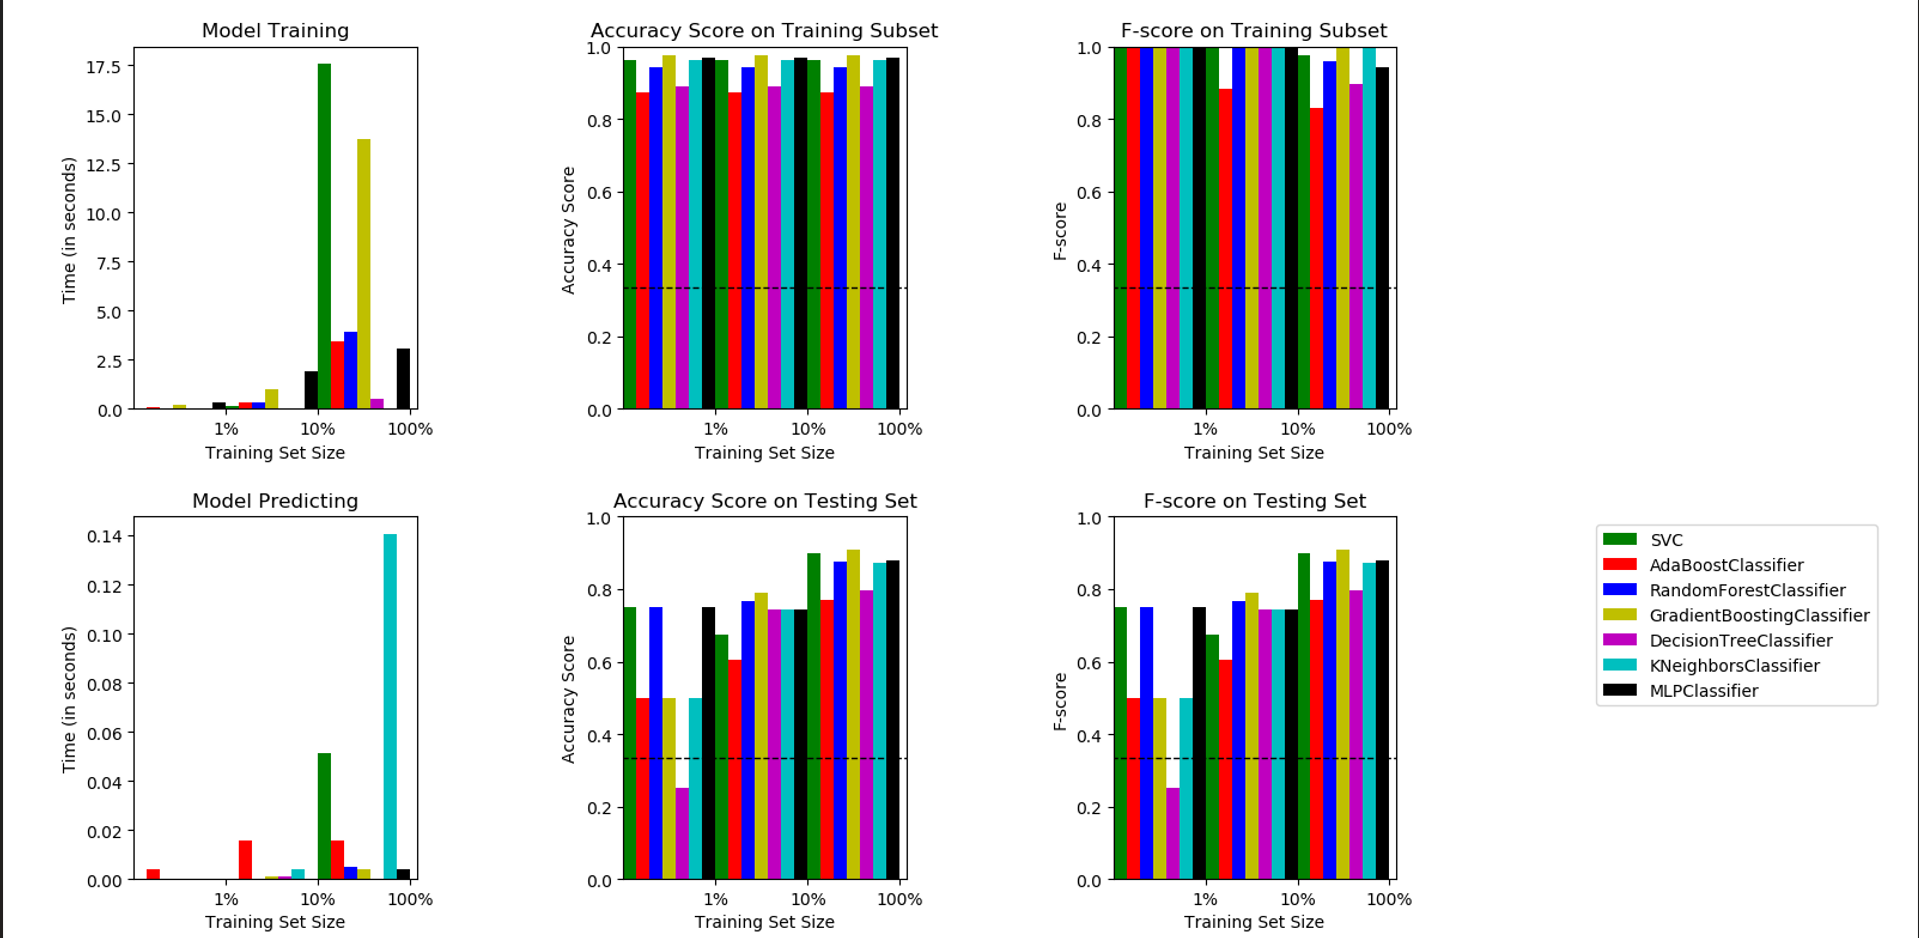 Model Training
Time (in seconds)
17.5
15.0
12.5
10.0
7.5
5.0
2.5
0.0
1% 10% 100%
Training Set Size
Accuracy Score on Training Subset
Accuracy Score
1.0
0.8
0.6
0.4
0.2
0.0
1% 10% 100%
Training Set Size
F-score on Training Subset
F-score
1.0
0.8
0.6
0.4
0.2
0.0
1% 10% 100%
Training Set Size
Model Predicting
Time (in seconds)
0.14
0.12
0.10
0.08
0.06
0.04
0.02
0.00
1% 10% 100%
Training Set Size
Accuracy Score on Testing Set
Accuracy Score
1.0
0.8
0.6
0.4
0.2
0.0
1% 10% 100%
Training Set Size
F-score on Testing Set
F-score
1.0
0.8
0.6
0.4
0.2
0.0
1% 10% 100%
Training Set Size
SVC
AdaBoostClassifier
RandomForestClassifier
GradientBoostingClassifier
DecisionTreeClassifier
KNeighborsClassifier
MLPClassifier